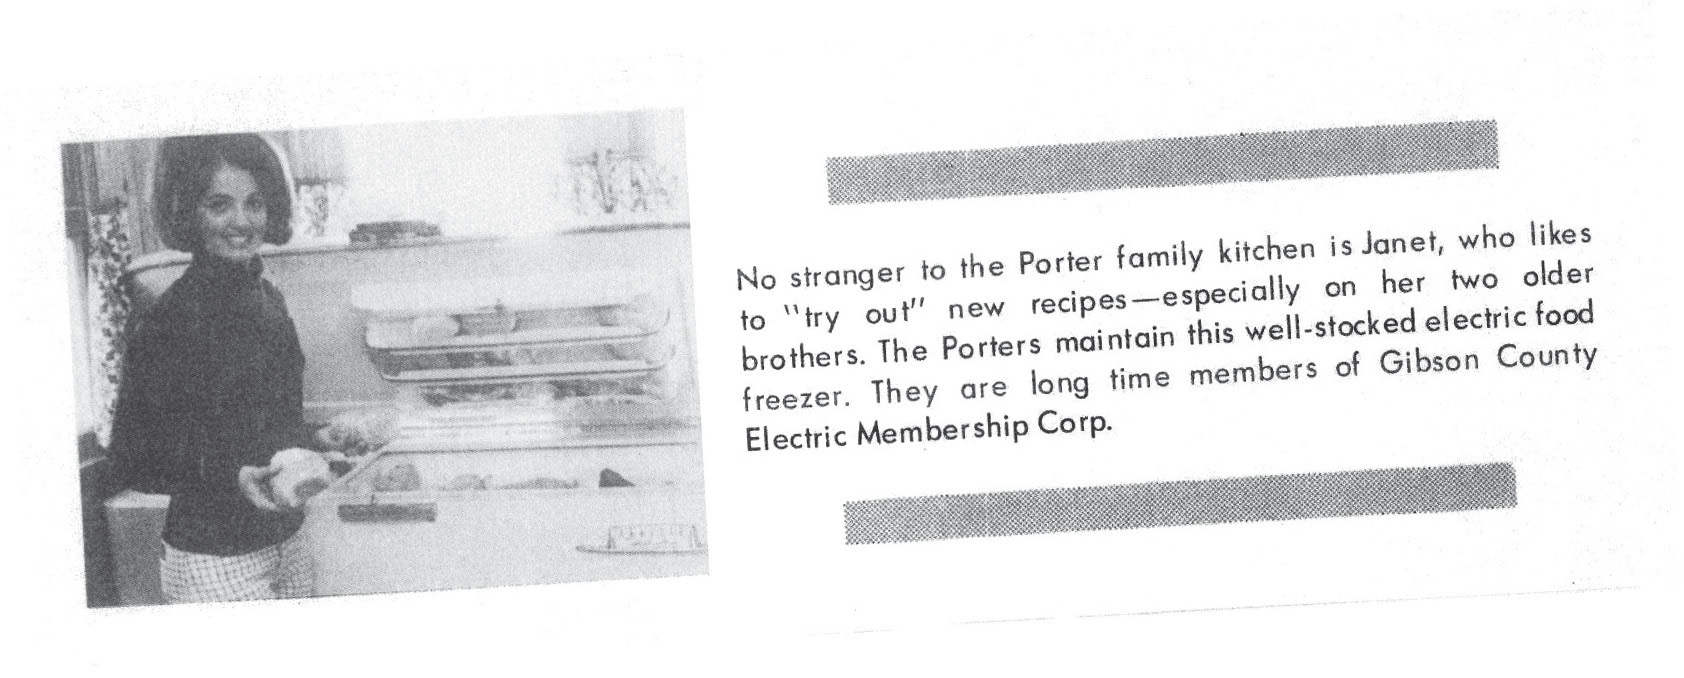 No stranger to the Porter family kitchen is Janet, who likes
to "try out" new recipes—especially on her two older
brothers. The Porters maintain this well-stocked electric food
freezer. They are long time members of Gibson County
Electric Membership Corp.